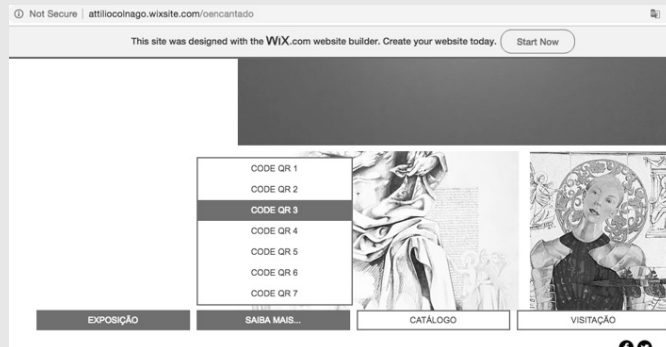 Not Secure | attiliocolnago.wixsite.com/oencantado
This site was designed with the WiX.com website builder. Create your website today. Start Now
CODE QR 1
CODE QR 2
CODE QR 3
CODE QR 4
CODE QR 5
CODE QR 6
CODE QR 7
EXPOSIÇÃO SAIBA MAIS... CATÁLOGO VISITAÇÃO